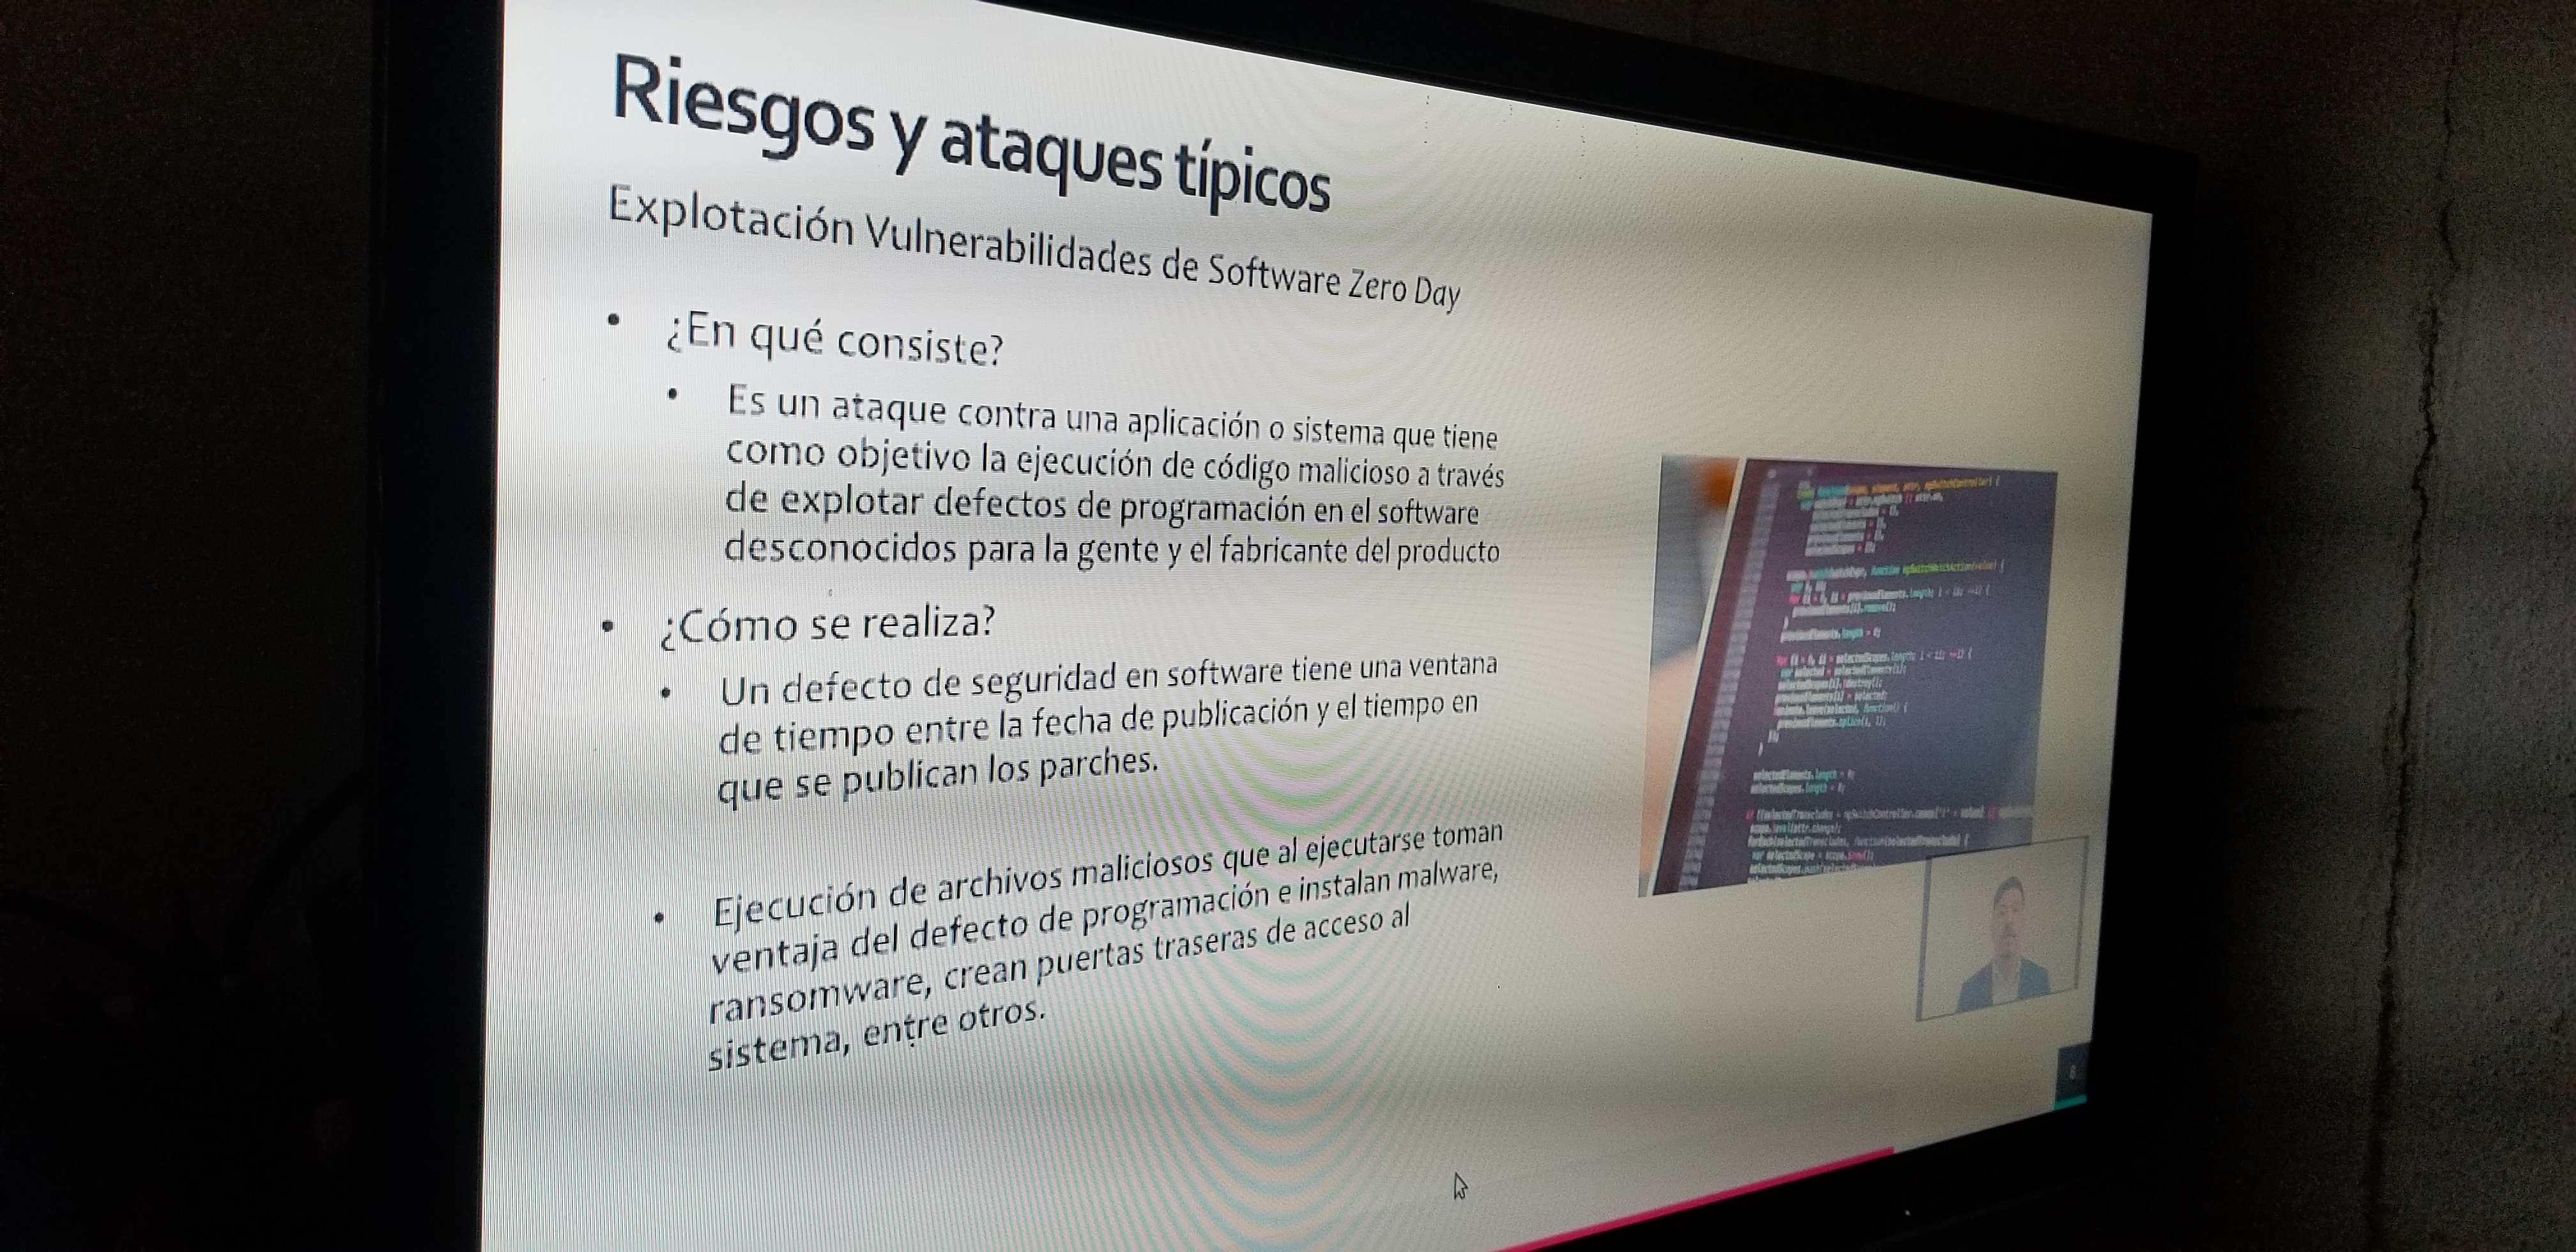 Riesgos y ataques típicos
Explotación Vulnerabilidades de Software Zero Day
• ¿En qué consiste?
• Es un ataque contra una aplicación o sistema que tiene
como objetivo la ejecución de código malicioso a través
de explotar defectos de programación en el software
desconocidos para la gente y el fabricante del producto
• ¿Cómo se realiza?
• Un defecto de seguridad en software tiene una ventana
de tiempo entre la fecha de publicación y el tiempo en
que se publican los parches.
• Ejecución de archivos maliciosos que al ejecutarse toman
ventaja del defecto de programación e instalan malware,
ransomware, crean puertas traseras de acceso al
sistema, entre otros.